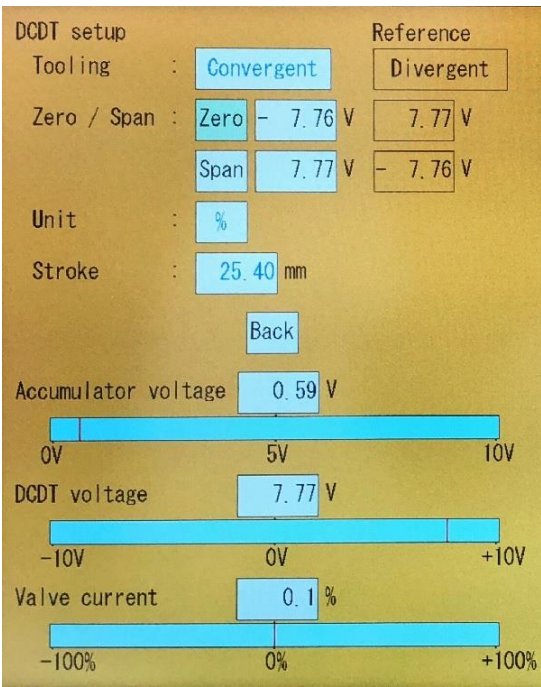 DCDT setup Reference
Tooling : Convergent Divergent
Zero / Span : Zero - 7.76 V 7.77 V
Span 7.77 V - 7.76 V
Unit : %
Stroke : 25.40 mm
Back
Accumulator voltage 0.59 V
0V 5V 10V
DCDT voltage 7.77 V
-10V 0V +10V
Valve current 0.1 %
-100% 0% +100%